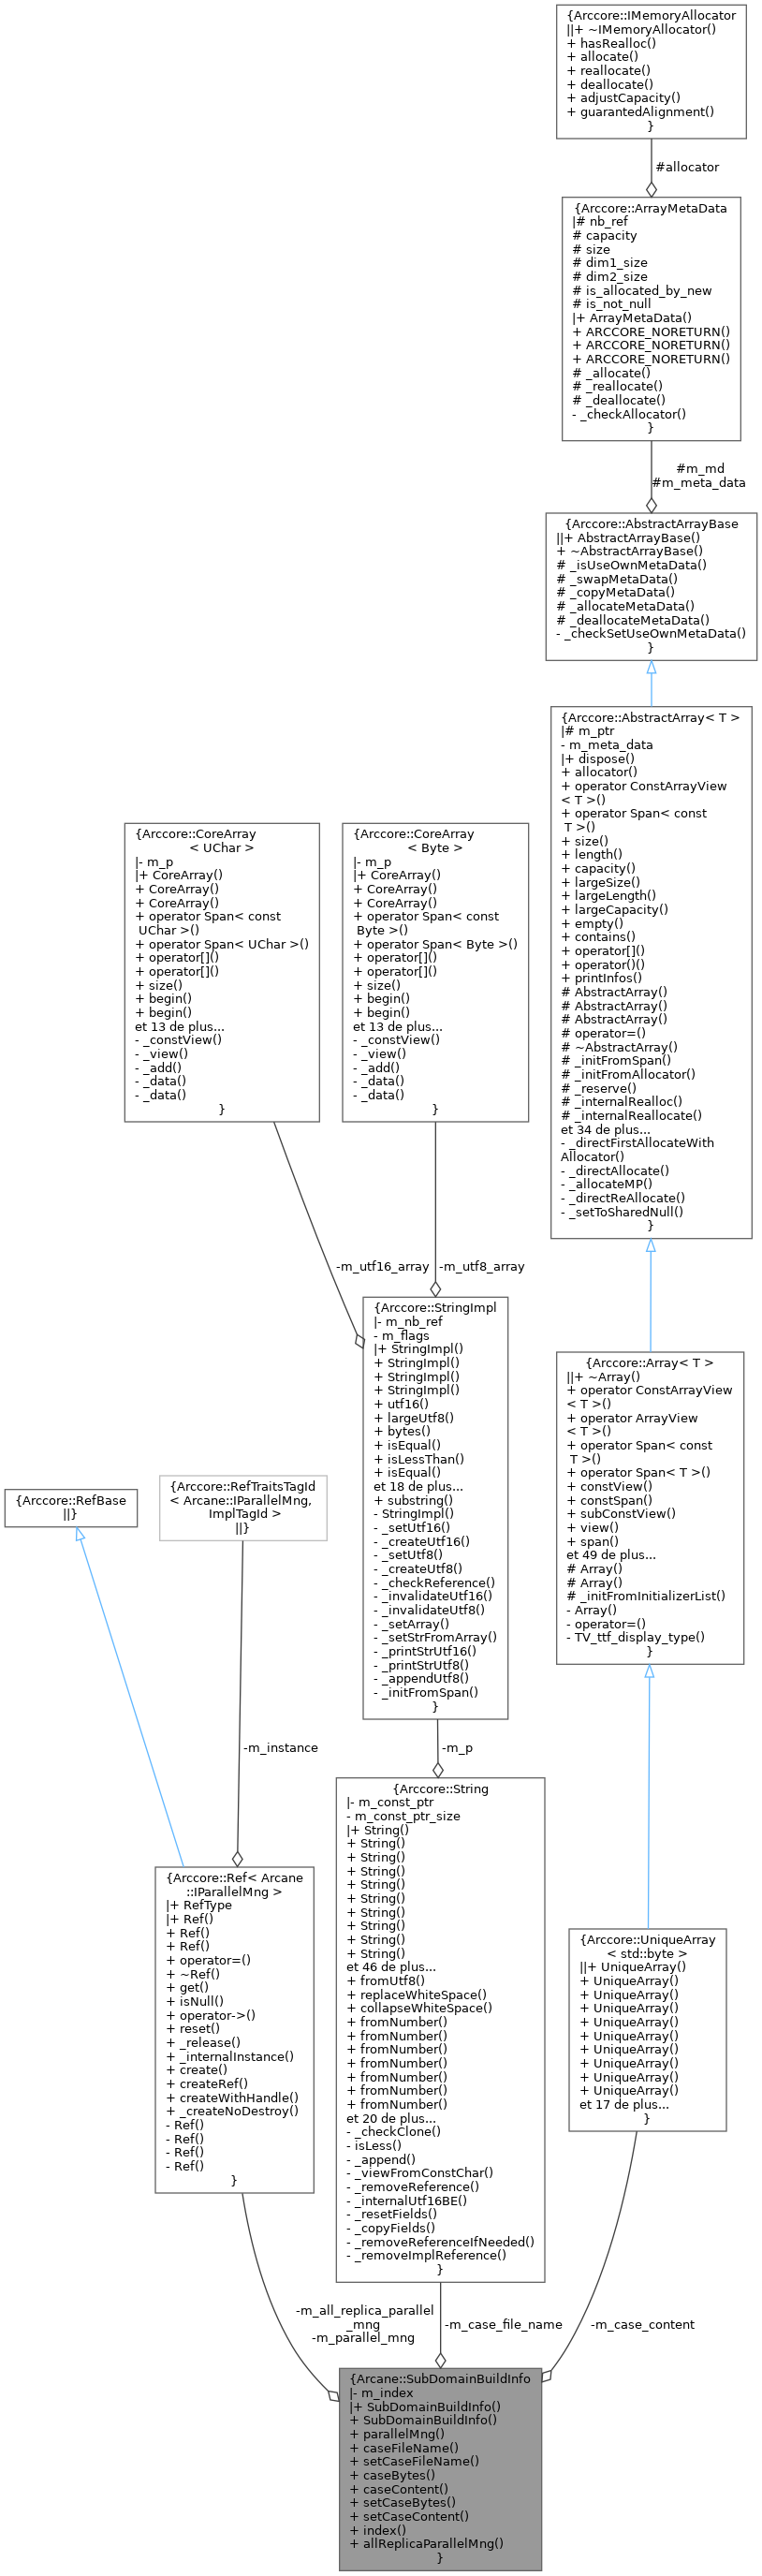 {Arccore::IMemoryAllocator
||+ ~IMemoryAllocator()
+ hasRealloc()
+ allocate()
+ reallocate()
+ deallocate()
+ adjustCapacity()
+ guarantedAlignment()
}
#allocator
{Arccore::ArrayMetaData
|# nb_ref
# capacity
# size
# dim1_size
# dim2_size
# is_allocated_by_new
# is_not_null
|+ ArrayMetaData()
+ ARCCORE_NORETURN()
+ ARCCORE_NORETURN()
+ ARCCORE_NORETURN()
# _allocate()
# _reallocate()
# _deallocate()
- _checkAllocator()
}
#m_md
#m_meta_data
{Arccore::AbstractArrayBase
||+ AbstractArrayBase()
+ ~AbstractArrayBase()
# _isUseOwnMetaData()
# _swapMetaData()
# _copyMetaData()
# _allocateMetaData()
# _deallocateMetaData()
- _checkSetUseOwnMetaData()
}
{Arccore::AbstractArray< T >
|# m_ptr
- m_meta_data
|+ dispose()
+ allocator()
+ operator ConstArrayView
< T >()
+ operator Span< const
T >()
+ size()
+ length()
+ capacity()
+ largeSize()
+ largeLength()
+ largeCapacity()
+ empty()
+ contains()
+ operator[]()
+ operator()()
+ printInfos()
# AbstractArray()
# AbstractArray()
# AbstractArray()
# operator=()
# ~AbstractArray()
# _initFromSpan()
# _initFromAllocator()
# _reserve()
# _internalRealloc()
# _internalReallocate()
et 34 de plus...
- _directFirstAllocateWith
Allocator()
- _directAllocate()
- _allocateMP()
- _directReAllocate()
- _setToSharedNull()
}
{Arccore::CoreArray
< UChar >
|- m_p
|+ CoreArray()
+ CoreArray()
+ CoreArray()
+ operator Span< const
UChar >()
+ operator Span< UChar >()
+ operator[]()
+ operator[]()
+ size()
+ begin()
+ begin()
et 13 de plus...
- _constView()
- _view()
- _add()
- _data()
- _data()
}
{Arccore::CoreArray
< Byte >
|- m_p
|+ CoreArray()
+ CoreArray()
+ CoreArray()
+ operator Span< const
Byte >()
+ operator Span< Byte >()
+ operator[]()
+ operator[]()
+ size()
+ begin()
+ begin()
et 13 de plus...
- _constView()
- _view()
- _add()
- _data()
- _data()
}
-m_utf16_array
-m_utf8_array
{Arccore::StringImpl
|- m_nb_ref
- m_flags
|+ StringImpl()
+ StringImpl()
+ StringImpl()
+ StringImpl()
+ utf16()
+ largeUtf8()
+ bytes()
+ isEqual()
+ isLessThan()
+ isEqual()
et 18 de plus...
+ substring()
- StringImpl()
- _setUtf16()
- _createUtf16()
- _setUtf8()
- _createUtf8()
- _checkReference()
- _invalidateUtf16()
- _invalidateUtf8()
- _setArray()
- _setStrFromArray()
- _printStrUtf16()
- _printStrUtf8()
- _appendUtf8()
- _initFromSpan()
}
{Arccore::Array< T >
||+ ~Array()
+ operator ConstArrayView
< T >()
+ operator ArrayView
< T >()
+ operator Span< const
T >()
+ operator Span< T >()
+ constView()
+ constSpan()
+ subConstView()
+ view()
+ span()
et 49 de plus...
# Array()
# Array()
# _initFromInitializerList()
- Array()
- operator=()
- TV_ttf_display_type()
}
{Arccore::RefBase
||}
{Arccore::RefTraitsTagId
< Arcane::IParallelMng,
ImplTagId >
||}
-m_instance
-m_p
{Arccore::Ref< Arcane
::IParallelMng >
|+ RefType
|+ Ref()
+ Ref()
+ Ref()
+ operator=()
+ ~Ref()
+ get()
+ isNull()
+ operator->()
+ reset()
+ _release()
+ _internalInstance()
+ create()
+ createRef()
+ createWithHandle()
+ _createNoDestroy()
- Ref()
- Ref()
- Ref()
- Ref()
}
{Arccore::String
|- m_const_ptr
- m_const_ptr_size
|+ String()
+ String()
+ String()
+ String()
+ String()
+ String()
+ String()
+ String()
+ String()
+ String()
et 46 de plus...
+ fromUtf8()
+ replaceWhiteSpace()
+ collapseWhiteSpace()
+ fromNumber()
+ fromNumber()
+ fromNumber()
+ fromNumber()
+ fromNumber()
+ fromNumber()
+ fromNumber()
et 20 de plus...
- _checkClone()
- isLess()
- _append()
- _viewFromConstChar()
- _removeReference()
- _internalUtf16BE()
- _resetFields()
- _copyFields()
- _removeReferenceIfNeeded()
- _removeImplReference()
}
{Arccore::UniqueArray
< std::byte >
||+ UniqueArray()
+ UniqueArray()
+ UniqueArray()
+ UniqueArray()
+ UniqueArray()
+ UniqueArray()
+ UniqueArray()
+ UniqueArray()
+ UniqueArray()
+ UniqueArray()
et 17 de plus...
}
-m_all_replica_parallel
_mng
-m_parallel_mng
-m_case_file_name
-m_case_content
{Arcane::SubDomainBuildInfo
|- m_index
|+ SubDomainBuildInfo()
+ SubDomainBuildInfo()
+ parallelMng()
+ caseFileName()
+ setCaseFileName()
+ caseBytes()
+ caseContent()
+ setCaseBytes()
+ setCaseContent()
+ index()
+ allReplicaParallelMng()
}